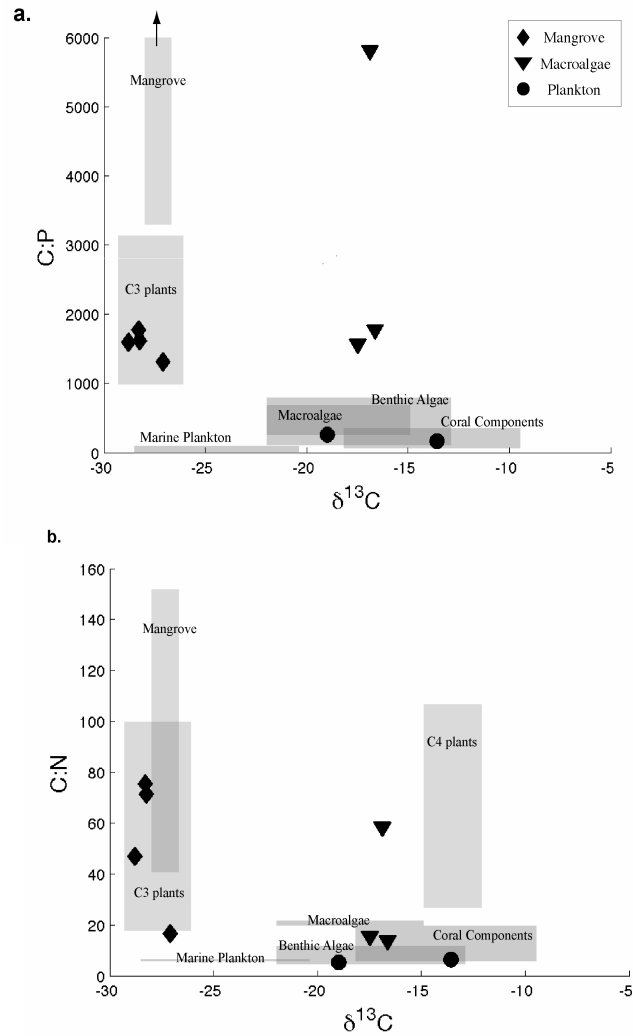 a.
6000
5000
4000
3000
2000
1000
0
C:P
Mangrove
Macroalgae
Plankton
Mangrove
C3 plants
Benthic Algae
Macroalgae
Coral Components
Marine Plankton
-30
-25
-20
-15
-10
-5
δ¹³C
b.
160
140
120
100
80
60
40
20
0
C:N
Mangrove
C4 plants
C3 plants
Macroalgae
Coral Components
Benthic Algae
Marine Plankton
-30
-25
-20
-15
-10
-5
δ¹³C